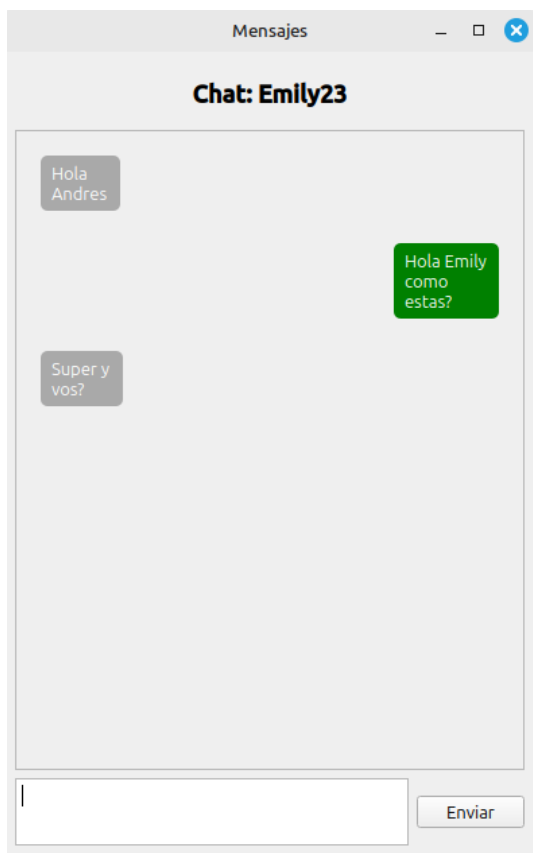 Mensajes
Chat: Emily23
Hola
Andres
Hola Emily
como
estas?
Super y
vos?
Enviar